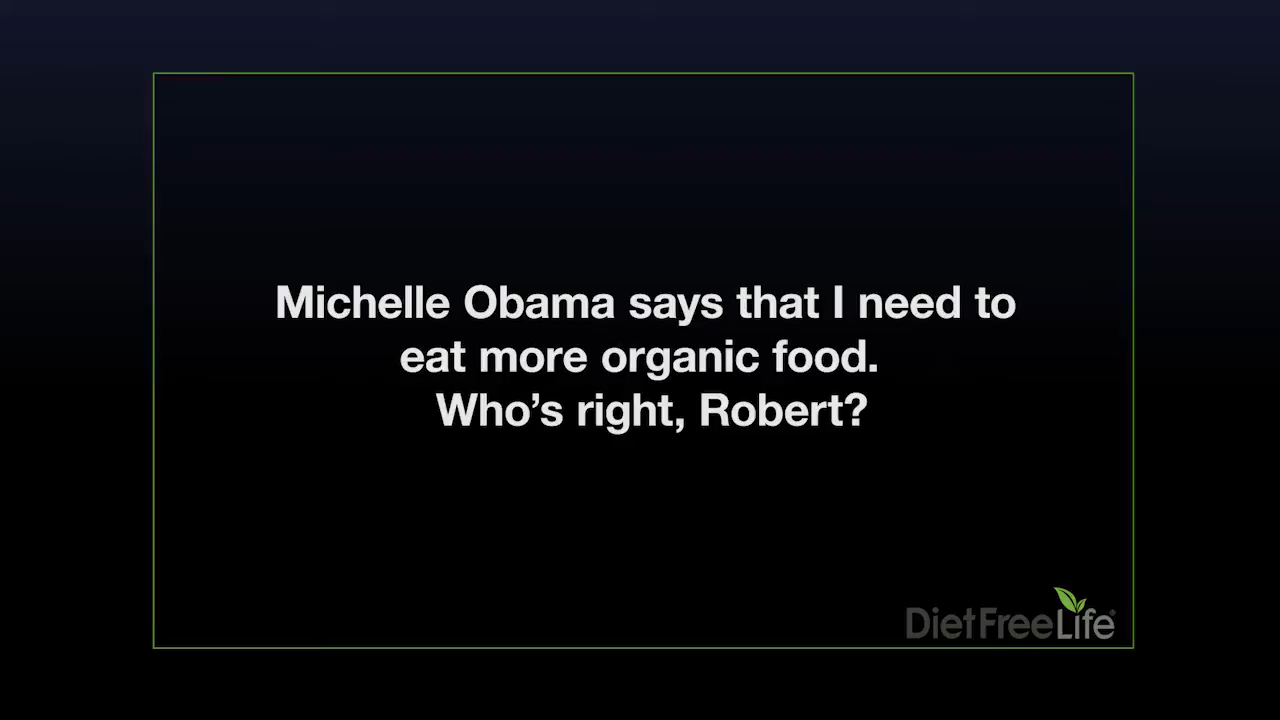 Michelle Obama says that I need to
eat more organic food.
Who’s right, Robert?
DietFreeLife®